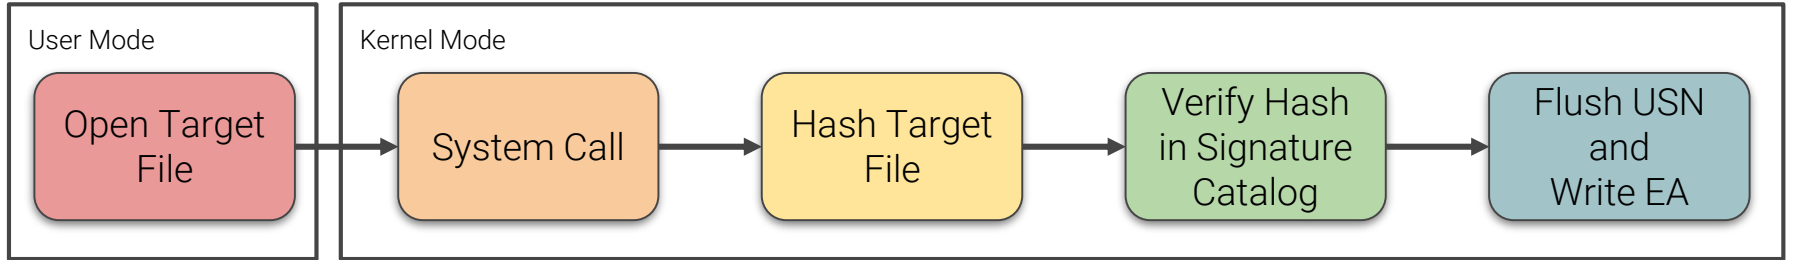 User Mode
Kernel Mode
Open Target
File
System Call
Hash Target
File
Verify Hash
in Signature
Catalog
Flush USN
and
Write EA